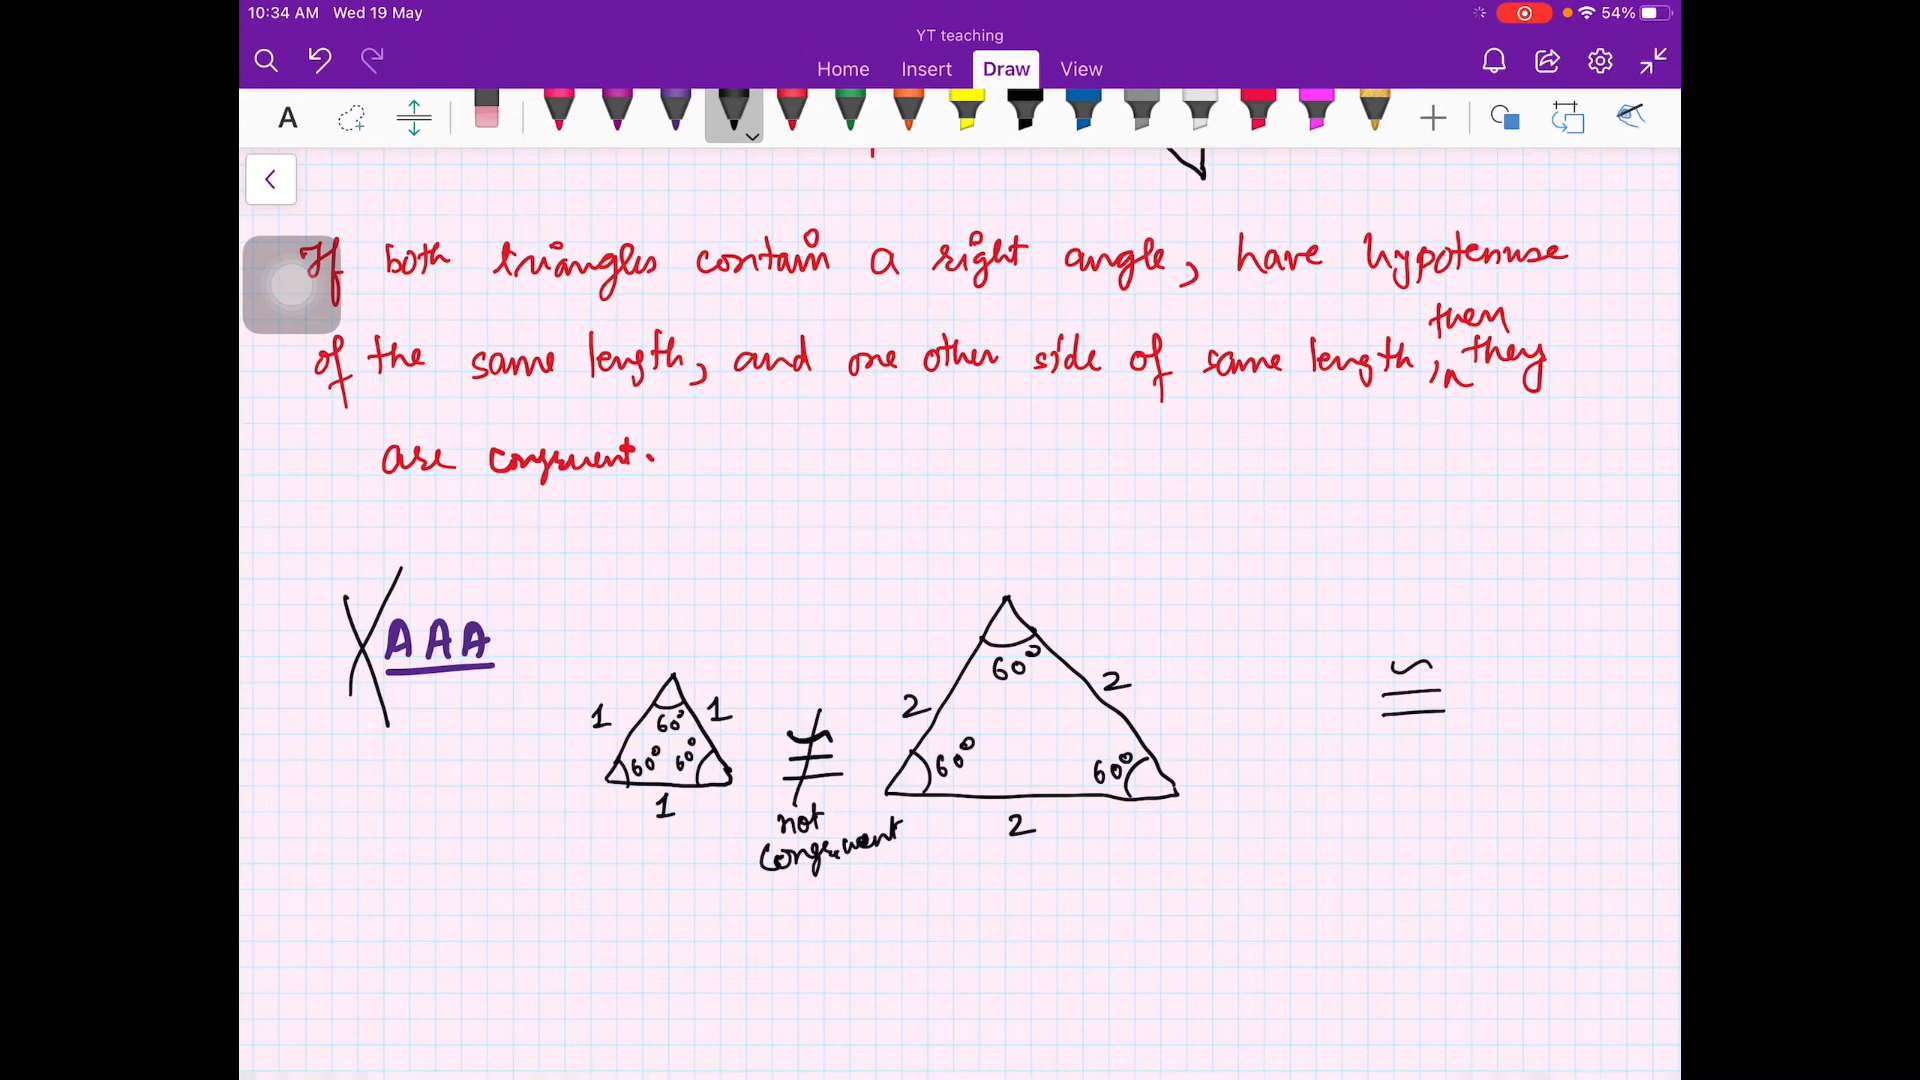 10:34 AM Wed 19 May
54%
YT teaching
Home Insert Draw View
A
If both triangles contain a right angle, have hypotenuse
then
of the same length, and one other side of same length, they
are congruent.
AAA
60°
2 2
≅
1 1
60°
60° 60°
≇
60° 60°
1
not
congruent
2